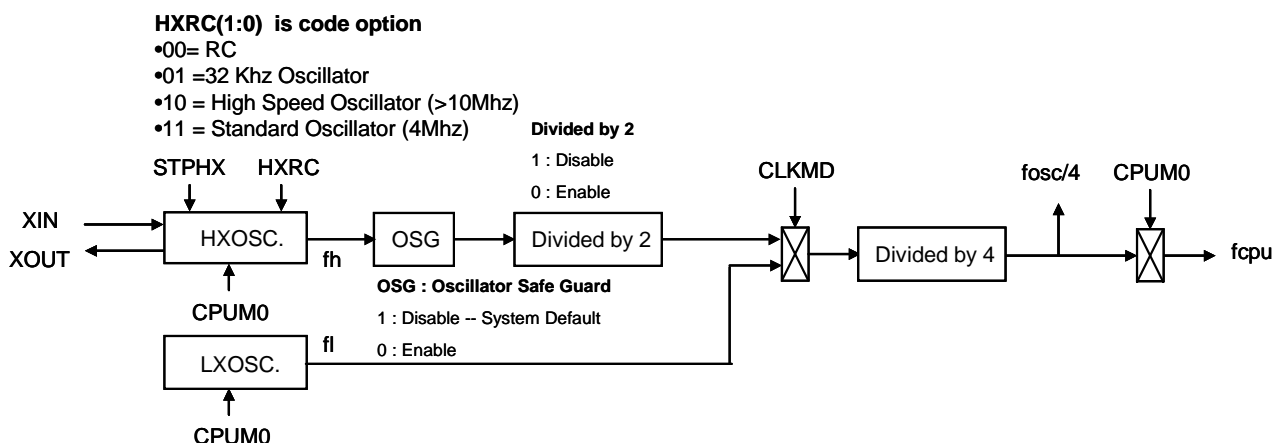 HXRC(1:0) is code option
•00= RC
•01 =32 Khz Oscillator
•10 = High Speed Oscillator (>10Mhz)
•11 = Standard Oscillator (4Mhz)
Divided by 2
1 : Disable
0 : Enable
STPHX
HXRC
CLKMD
fosc/4
CPUM0
XIN
XOUT
HXOSC.
fh
OSG
Divided by 2
Divided by 4
fcpu
CPUM0
OSG : Oscillator Safe Guard
1 : Disable -- System Default
0 : Enable
LXOSC.
fl
CPUM0